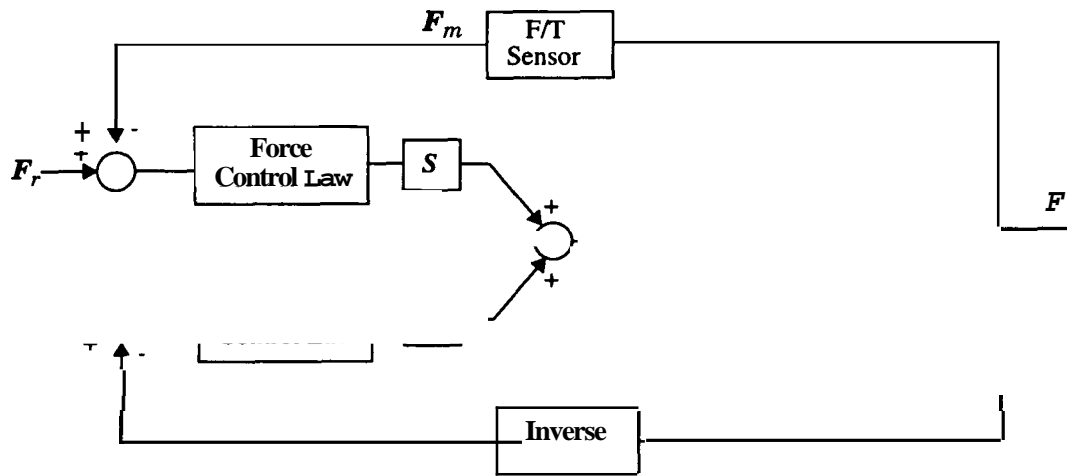 F_m
F/T
Sensor
+
-
+
F_r
Force
Control Law
S
+
F
+
+
-
Inverse